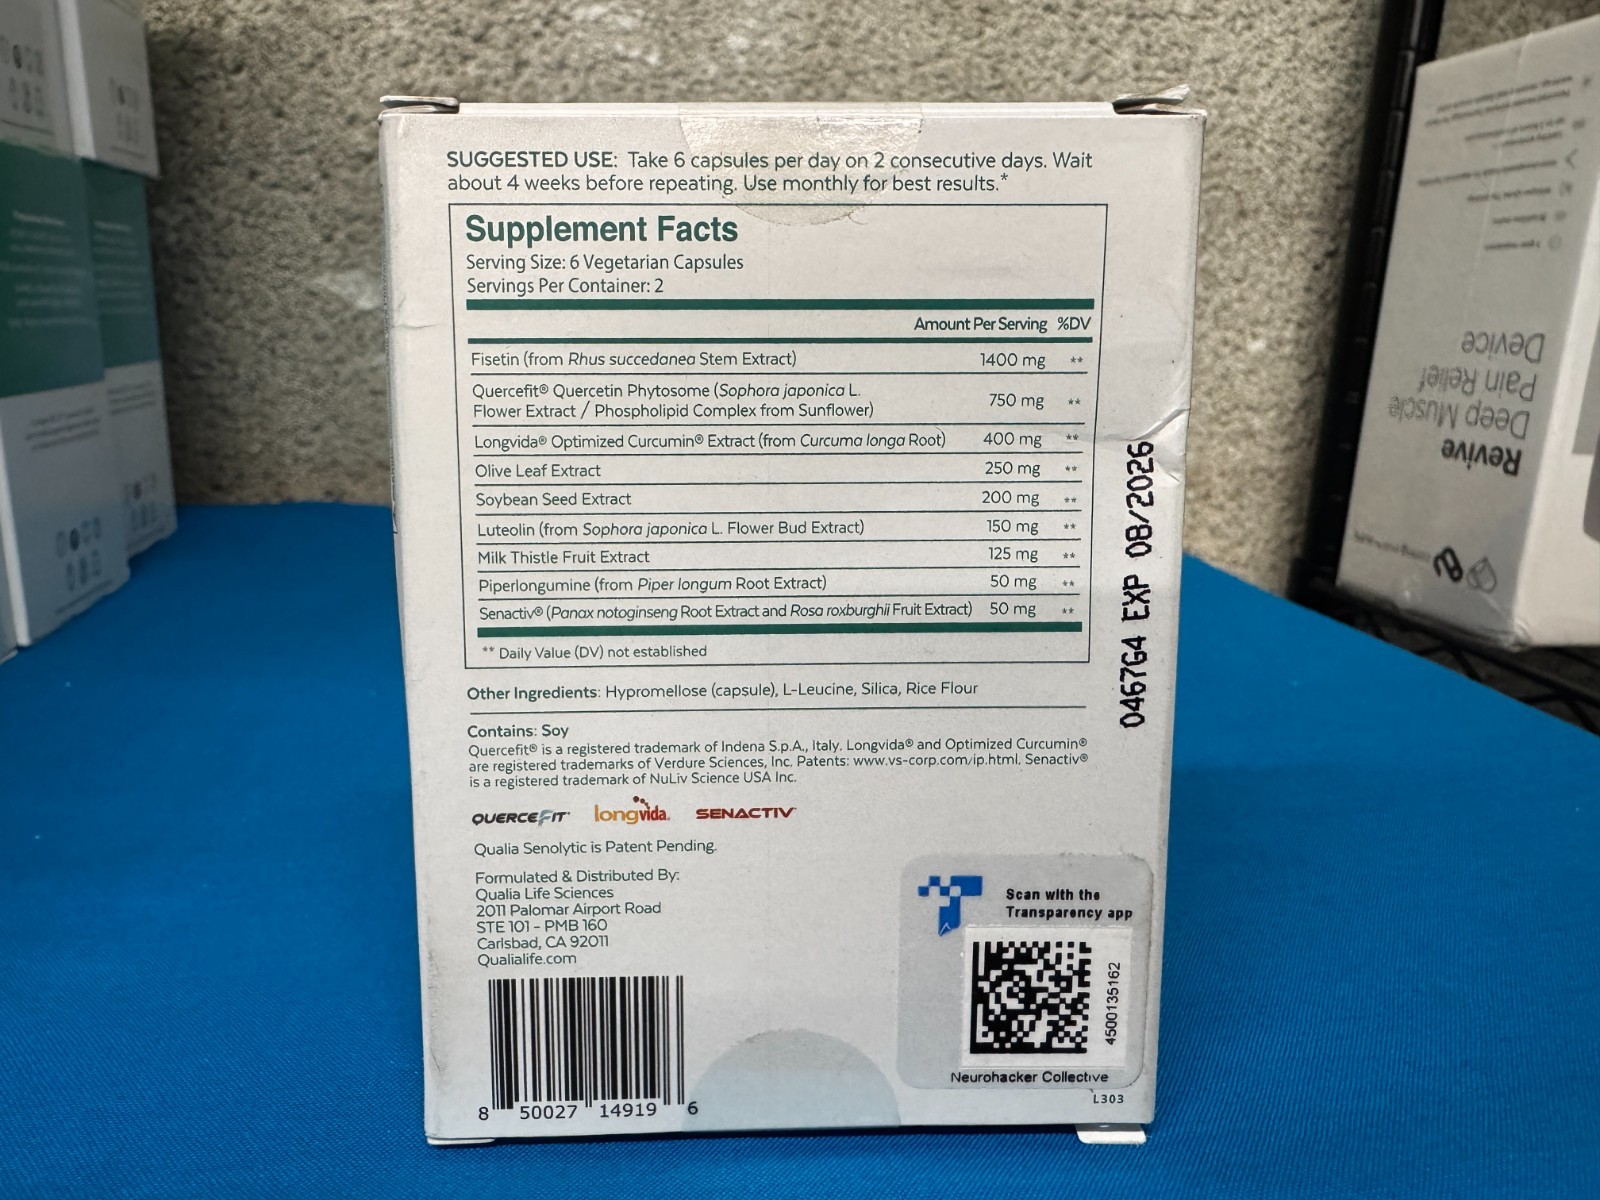 SUGGESTED USE: Take 6 capsules per day on 2 consecutive days. Wait
about 4 weeks before repeating. Use monthly for best results.*
Supplement Facts
Serving Size: 6 Vegetarian Capsules
Servings Per Container: 2
Amount Per Serving %DV
Fisetin (from Rhus succedanea Stem Extract) 1400 mg **
Quercefit® Quercetin Phytosome (Sophora japonica L.
Flower Extract / Phospholipid Complex from Sunflower) 750 mg **
Longvida® Optimized Curcumin® Extract (from Curcuma longa Root) 400 mg **
Olive Leaf Extract 250 mg **
Soybean Seed Extract 200 mg **
Luteolin (from Sophora japonica L. Flower Bud Extract) 150 mg **
Milk Thistle Fruit Extract 125 mg **
Piperlongumine (from Piper longum Root Extract) 50 mg **
Senactiv® (Panax notoginseng Root Extract and Rosa roxburghii Fruit Extract) 50 mg **
** Daily Value (DV) not established
Other Ingredients: Hypromellose (capsule), L-Leucine, Silica, Rice Flour
Contains: Soy
Quercefit® is a registered trademark of Indena S.p.A., Italy. Longvida® and Optimized Curcumin®
are registered trademarks of Verdure Sciences, Inc. Patents: www.vs-corp.com/ip.html. Senactiv®
is a registered trademark of NuLiv Science USA Inc.
QUERCEFIT longvida. SENACTIV
Qualia Senolytic is Patent Pending.
Formulated & Distributed By:
Qualia Life Sciences
2011 Palomar Airport Road
STE 101 - PMB 160
Carlsbad, CA 92011
Qualialife.com
8 50027 14919 6
0467G4 EXP 08/2026
Scan with the
Transparency app
4500135162
Neurohacker Collective
L303
Revive
Deep Muscle
Pain Relief
Device